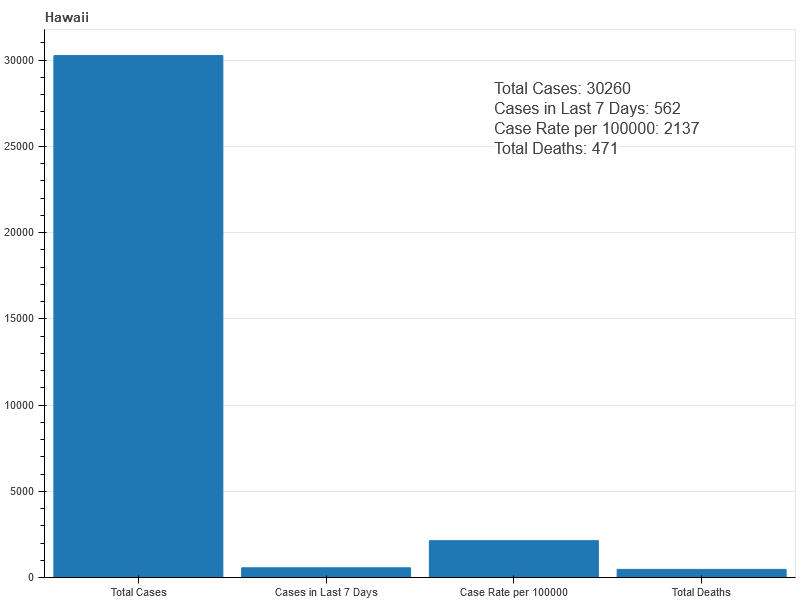 Hawaii
30000
25000
20000
15000
10000
5000
0
Total Cases: 30260
Cases in Last 7 Days: 562
Case Rate per 100000: 2137
Total Deaths: 471
Total Cases
Cases in Last 7 Days
Case Rate per 100000
Total Deaths